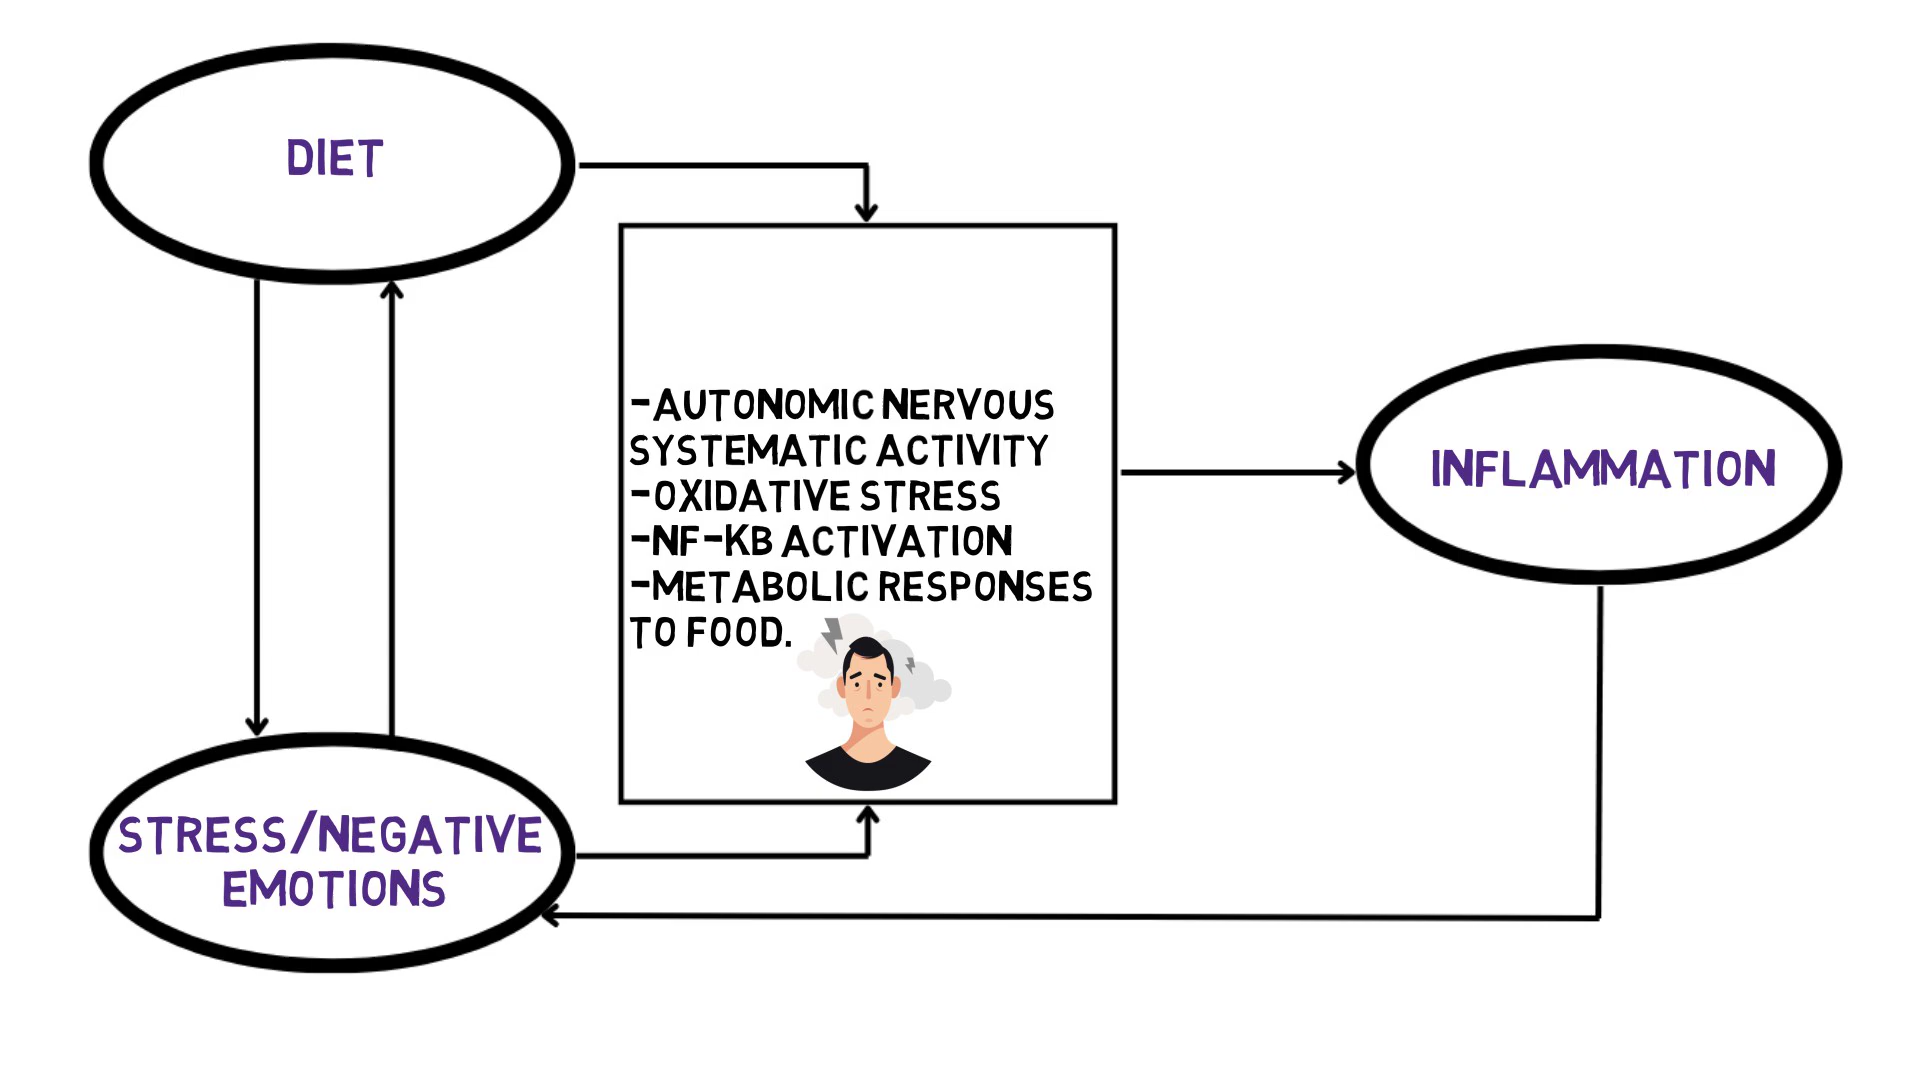 DIET
-AUTONOMIC NERVOUS
SYSTEMATIC ACTIVITY
-OXIDATIVE STRESS
-NF-KB ACTIVATION
-METABOLIC RESPONSES
TO FOOD.
INFLAMMATION
STRESS/NEGATIVE
EMOTIONS